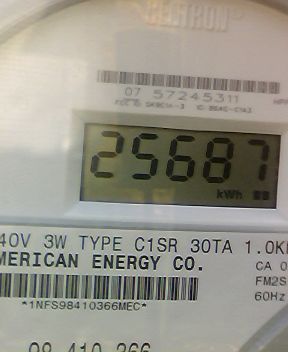 CENTRON®
07 57245311
25687
kWh
40V 3W TYPE C1SR 30TA 1.0K
MERICAN ENERGY CO.
CA 0
FM2S
60Hz
*1NFS98410366MEC*
98 410 366